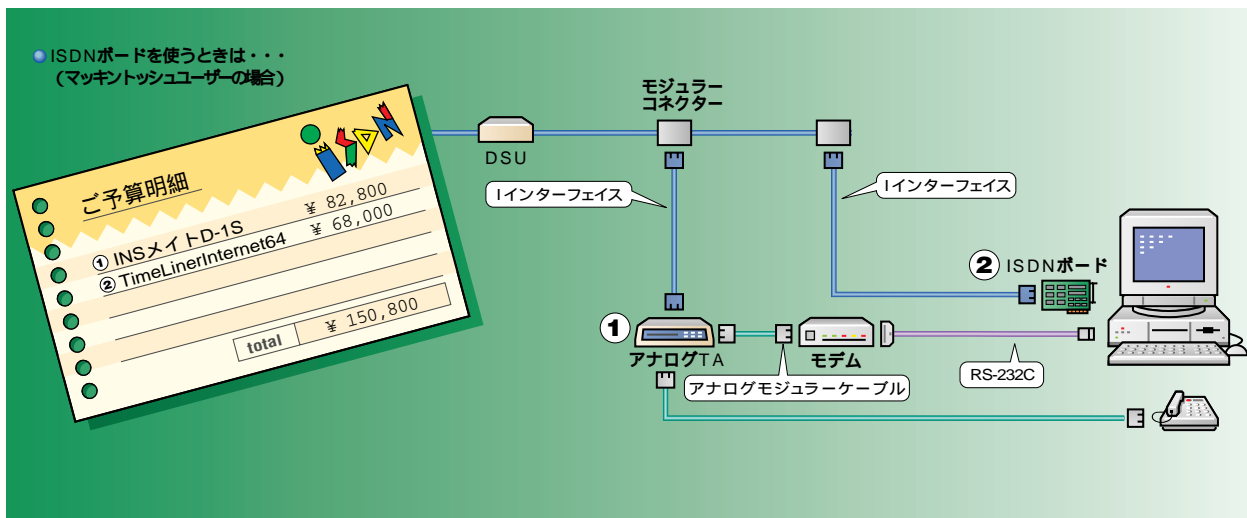 ISDNボードを使うときは・・・
(マッキントッシュユーザーの場合)
ISDN
ご予算明細
① INSメイトD-1S ¥ 82,800
② TimeLinerInternet64 ¥ 68,000
total ¥ 150,800
DSU
モジュラー
コネクター
Iインターフェイス
Iインターフェイス
② ISDNボード
①
アナログTA
モデム
アナログモジュラーケーブル
RS-232C